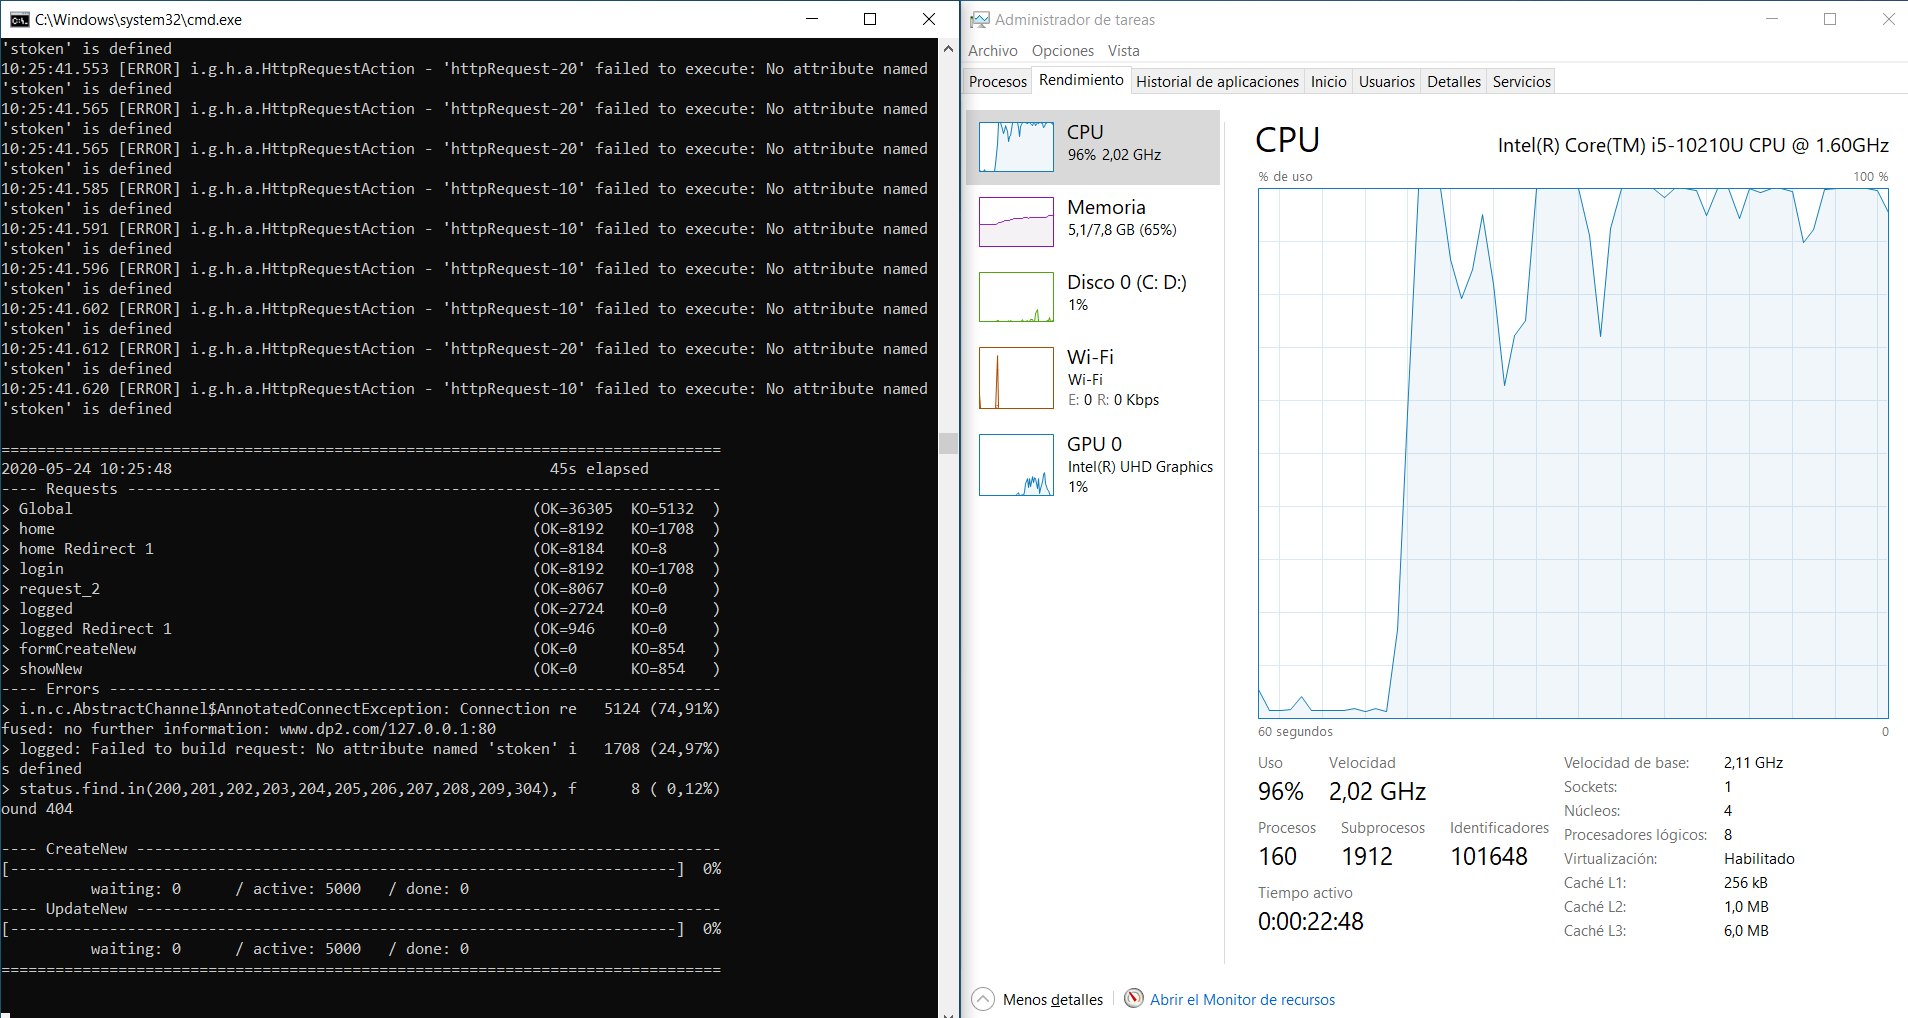 C:\Windows\system32\cmd.exe
'stoken' is defined
10:25:41.553 [ERROR] i.g.h.a.HttpRequestAction - 'httpRequest-20' failed to execute: No attribute named
'stoken' is defined
10:25:41.565 [ERROR] i.g.h.a.HttpRequestAction - 'httpRequest-20' failed to execute: No attribute named
'stoken' is defined
10:25:41.565 [ERROR] i.g.h.a.HttpRequestAction - 'httpRequest-20' failed to execute: No attribute named
'stoken' is defined
10:25:41.585 [ERROR] i.g.h.a.HttpRequestAction - 'httpRequest-10' failed to execute: No attribute named
'stoken' is defined
10:25:41.591 [ERROR] i.g.h.a.HttpRequestAction - 'httpRequest-10' failed to execute: No attribute named
'stoken' is defined
10:25:41.596 [ERROR] i.g.h.a.HttpRequestAction - 'httpRequest-10' failed to execute: No attribute named
'stoken' is defined
10:25:41.602 [ERROR] i.g.h.a.HttpRequestAction - 'httpRequest-10' failed to execute: No attribute named
'stoken' is defined
10:25:41.612 [ERROR] i.g.h.a.HttpRequestAction - 'httpRequest-20' failed to execute: No attribute named
'stoken' is defined
10:25:41.620 [ERROR] i.g.h.a.HttpRequestAction - 'httpRequest-10' failed to execute: No attribute named
'stoken' is defined
================================================================================
2020-05-24 10:25:48 45s elapsed
---- Requests ------------------------------------------------------------------
> Global (OK=36305 KO=5132 )
> home (OK=8192 KO=1708 )
> home Redirect 1 (OK=8184 KO=8 )
> login (OK=8192 KO=1708 )
> request_2 (OK=8067 KO=0 )
> logged (OK=2724 KO=0 )
> logged Redirect 1 (OK=946 KO=0 )
> formCreateNew (OK=0 KO=854 )
> showNew (OK=0 KO=854 )
---- Errors --------------------------------------------------------------------
> i.n.c.AbstractChannel$AnnotatedConnectException: Connection re 5124 (74,91%)
fused: no further information: www.dp2.com/127.0.0.1:80
> logged: Failed to build request: No attribute named 'stoken' i 1708 (24,97%)
s defined
> status.find.in(200,201,202,203,204,205,206,207,208,209,304), f 8 ( 0,12%)
ound 404
---- CreateNew -----------------------------------------------------------------
[--------------------------------------------------------------------------] 0%
waiting: 0 / active: 5000 / done: 0
---- UpdateNew -----------------------------------------------------------------
[--------------------------------------------------------------------------] 0%
waiting: 0 / active: 5000 / done: 0
================================================================================
Administrador de tareas
Archivo Opciones Vista
Procesos Rendimiento Historial de aplicaciones Inicio Usuarios Detalles Servicios
CPU
96% 2,02 GHz
Memoria
5,1/7,8 GB (65%)
Disco 0 (C: D:)
1%
Wi-Fi
Wi-Fi
E: 0 R: 0 Kbps
GPU 0
Intel(R) UHD Graphics
1%
CPU
Intel(R) Core(TM) i5-10210U CPU @ 1.60GHz
% de uso 100 %
60 segundos 0
Uso Velocidad
96% 2,02 GHz
Procesos Subprocesos Identificadores
160 1912 101648
Tiempo activo
0:00:22:48
Velocidad de base: 2,11 GHz
Sockets: 1
Núcleos: 4
Procesadores lógicos: 8
Virtualización: Habilitado
Caché L1: 256 kB
Caché L2: 1,0 MB
Caché L3: 6,0 MB
Menos detalles Abrir el Monitor de recursos